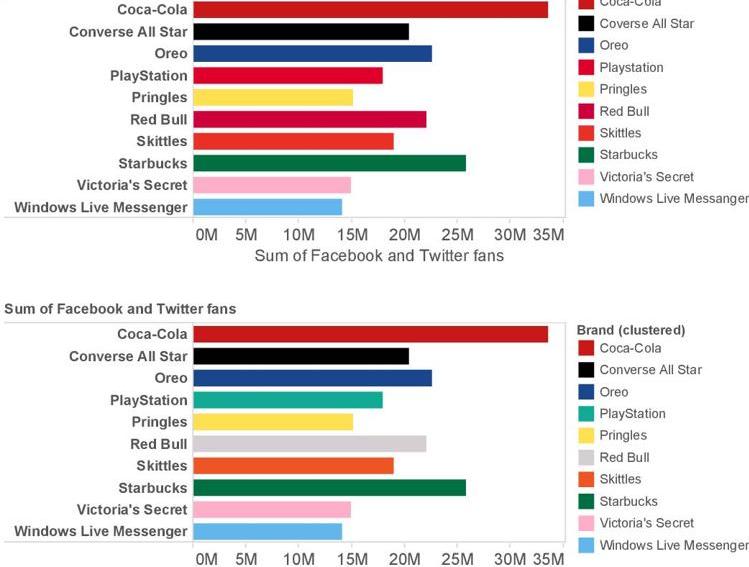 Coca-Cola
Converse All Star
Oreo
PlayStation
Pringles
Red Bull
Skittles
Starbucks
Victoria's Secret
Windows Live Messenger
0M 5M 10M 15M 20M 25M 30M 35M
Sum of Facebook and Twitter fans
Coca-Cola
Coverse All Star
Oreo
Playstation
Pringles
Red Bull
Skittles
Starbucks
Victoria's Secret
Windows Live Messanger
Sum of Facebook and Twitter fans
Coca-Cola
Converse All Star
Oreo
PlayStation
Pringles
Red Bull
Skittles
Starbucks
Victoria's Secret
Windows Live Messenger
0M 5M 10M 15M 20M 25M 30M 35M
Brand (clustered)
Coca-Cola
Converse All Star
Oreo
PlayStation
Pringles
Red Bull
Skittles
Starbucks
Victoria's Secret
Windows Live Messenger